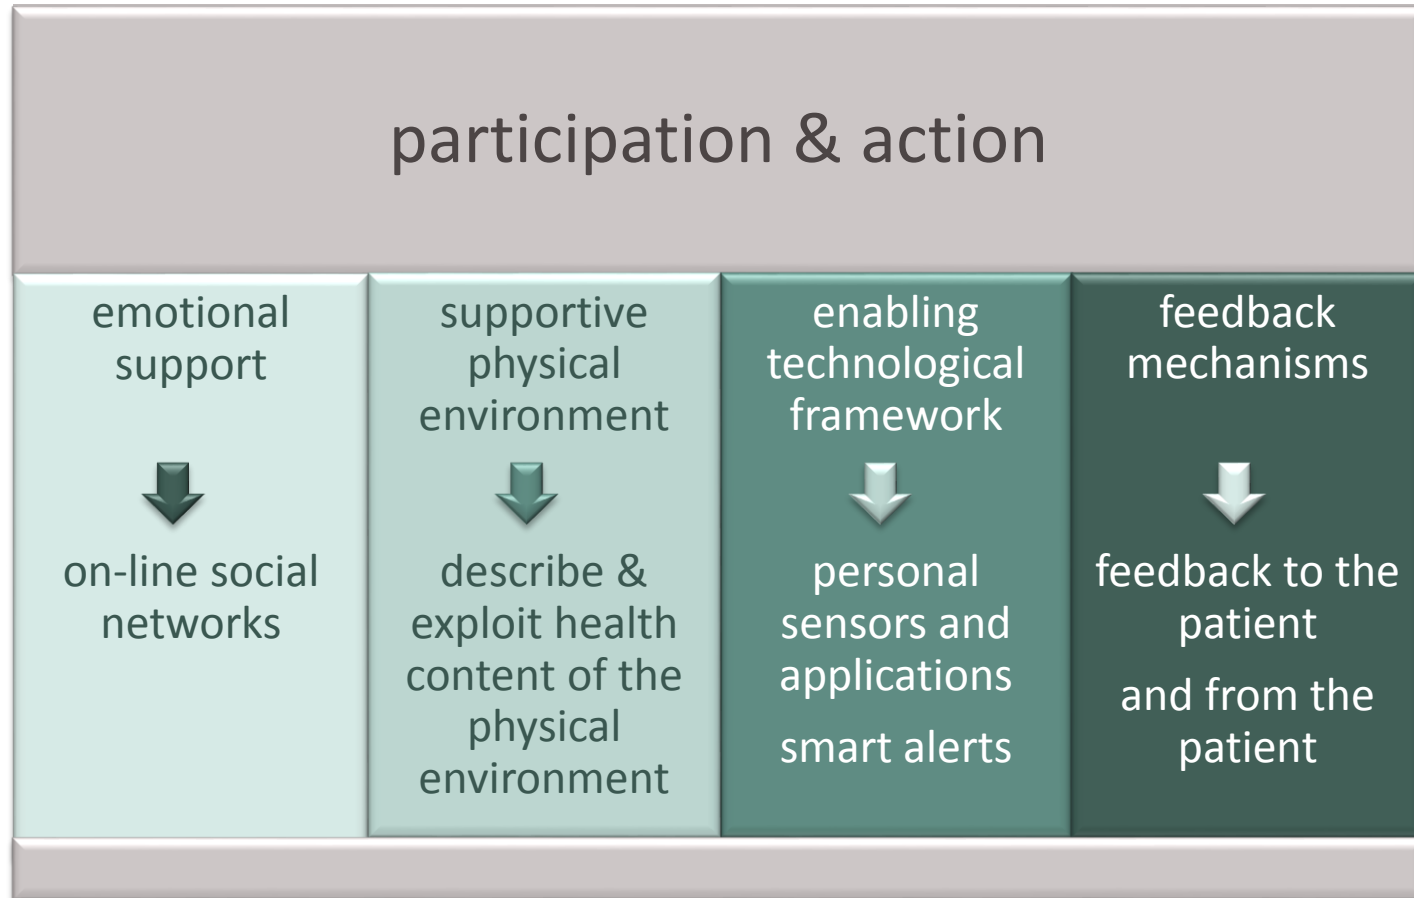 participation & action
emotional
support
on-line social
networks
supportive
physical
environment
describe &
exploit health
content of the
physical
environment
enabling
technological
framework
personal
sensors and
applications
smart alerts
feedback
mechanisms
feedback to the
patient
and from the
patient